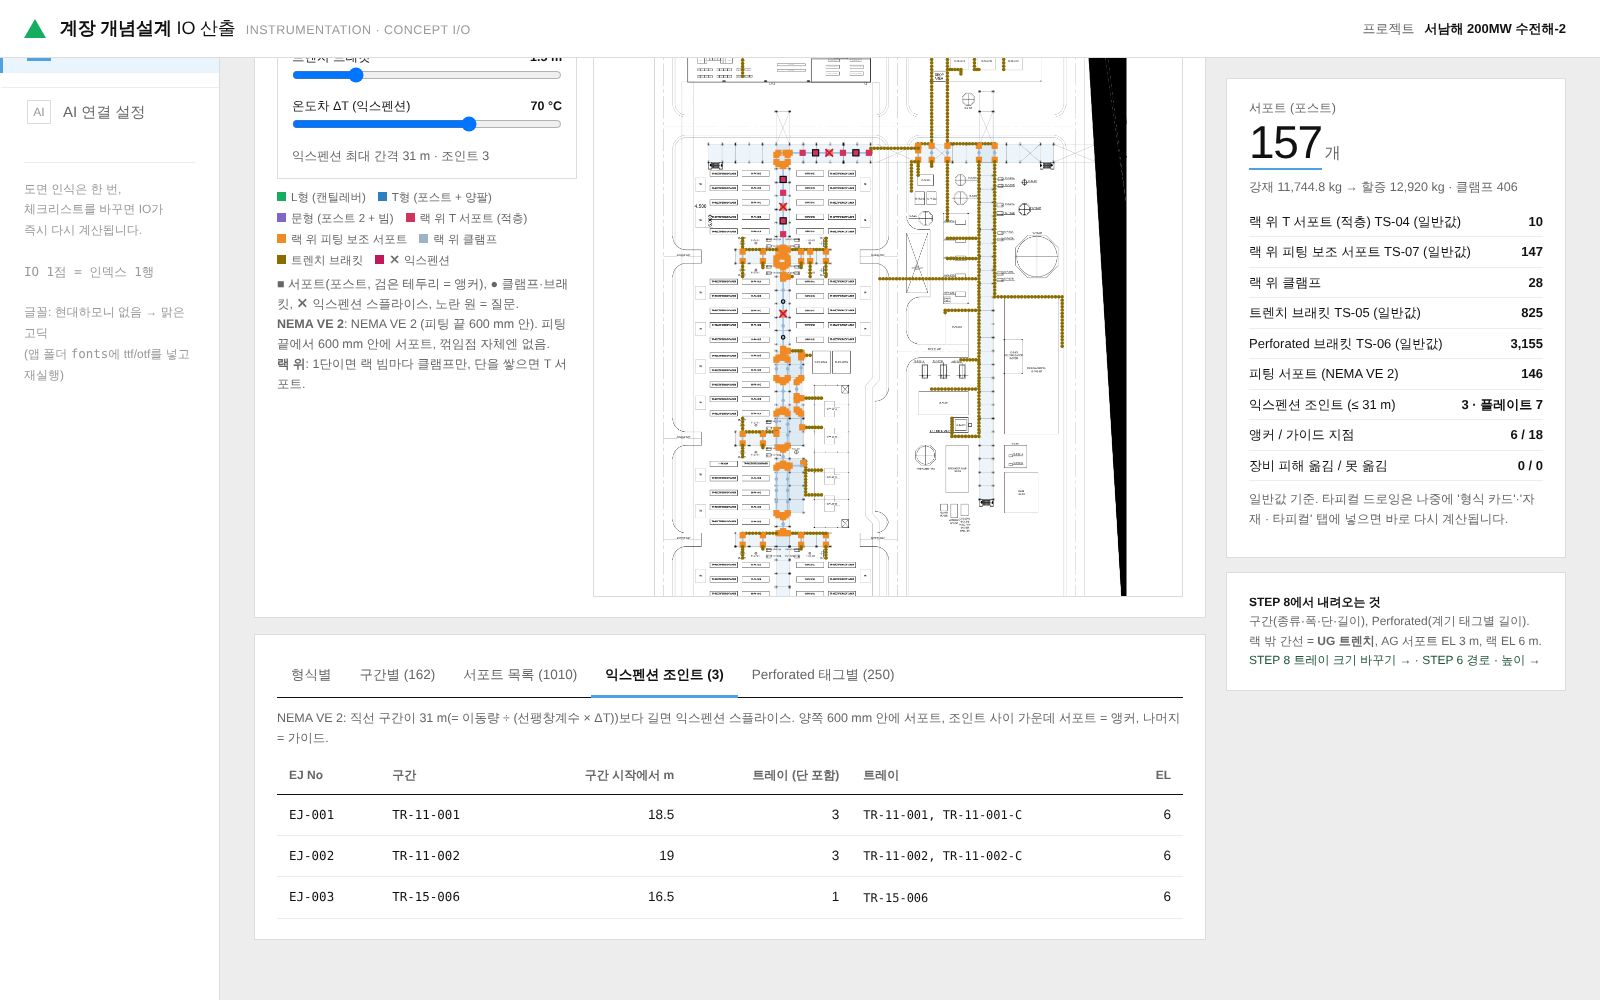 계장 개념설계 IO 산출 INSTRUMENTATION · CONCEPT I/O
프로젝트 서남해 200MW 수전해-2
AI AI 연결 설정
도면 인식은 한 번,
체크리스트를 바꾸면 IO가
즉시 다시 계산됩니다.
IO 1점 = 인덱스 1행
글꼴: 현대하모니 없음 → 맑은
고딕
(앱 폴더 fonts에 ttf/otf를 넣고
재실행)
트렌치 브래킷 1.5 m
온도차 ΔT (익스펜션) 70 °C
익스펜션 최대 간격 31 m · 조인트 3
L형 (캔틸레버) T형 (포스트 + 양팔)
문형 (포스트 2 + 빔) 랙 위 T 서포트 (적층)
랙 위 피팅 보조 서포트 랙 위 클램프
트렌치 브래킷 ✕ 익스펜션
■ 서포트(포스트, 검은 테두리 = 앵커), ● 클램프·브래
킷, ✕ 익스펜션 스플라이스, 노란 원 = 질문.
NEMA VE 2: NEMA VE 2 (피팅 끝 600 mm 안). 피팅
끝에서 600 mm 안에 서포트, 꺾임점 자체엔 없음.
랙 위: 1단이면 랙 빔마다 클램프만, 단을 쌓으면 T 서
포트.
서포트 (포스트)
157 개
강재 11,744.8 kg → 할증 12,920 kg · 클램프 406
랙 위 T 서포트 (적층) TS-04 (일반값) 10
랙 위 피팅 보조 서포트 TS-07 (일반값) 147
랙 위 클램프 28
트렌치 브래킷 TS-05 (일반값) 825
Perforated 브래킷 TS-06 (일반값) 3,155
피팅 서포트 (NEMA VE 2) 146
익스펜션 조인트 (≤ 31 m) 3 · 플레이트 7
앵커 / 가이드 지점 6 / 18
장비 피해 옮김 / 못 옮김 0 / 0
일반값 기준. 타피컬 드로잉은 나중에 '형식 카드'·'자
재 · 타피컬' 탭에 넣으면 바로 다시 계산됩니다.
STEP 8에서 내려오는 것
구간(종류·폭·단·길이), Perforated(계기 태그별 길이).
랙 밖 간선 = UG 트렌치, AG 서포트 EL 3 m, 랙 EL 6 m.
STEP 8 트레이 크기 바꾸기 → · STEP 6 경로 · 높이 →
형식별 구간별 (162) 서포트 목록 (1010) 익스펜션 조인트 (3) Perforated 태그별 (250)
NEMA VE 2: 직선 구간이 31 m(= 이동량 ÷ (선팽창계수 × ΔT))보다 길면 익스펜션 스플라이스. 양쪽 600 mm 안에 서포트, 조인트 사이 가운데 서포트 = 앵커, 나머지
= 가이드.
EJ No 구간 구간 시작에서 m 트레이 (단 포함) 트레이 EL
EJ-001 TR-11-001 18.5 3 TR-11-001, TR-11-001-C 6
EJ-002 TR-11-002 19 3 TR-11-002, TR-11-002-C 6
EJ-003 TR-15-006 16.5 1 TR-15-006 6